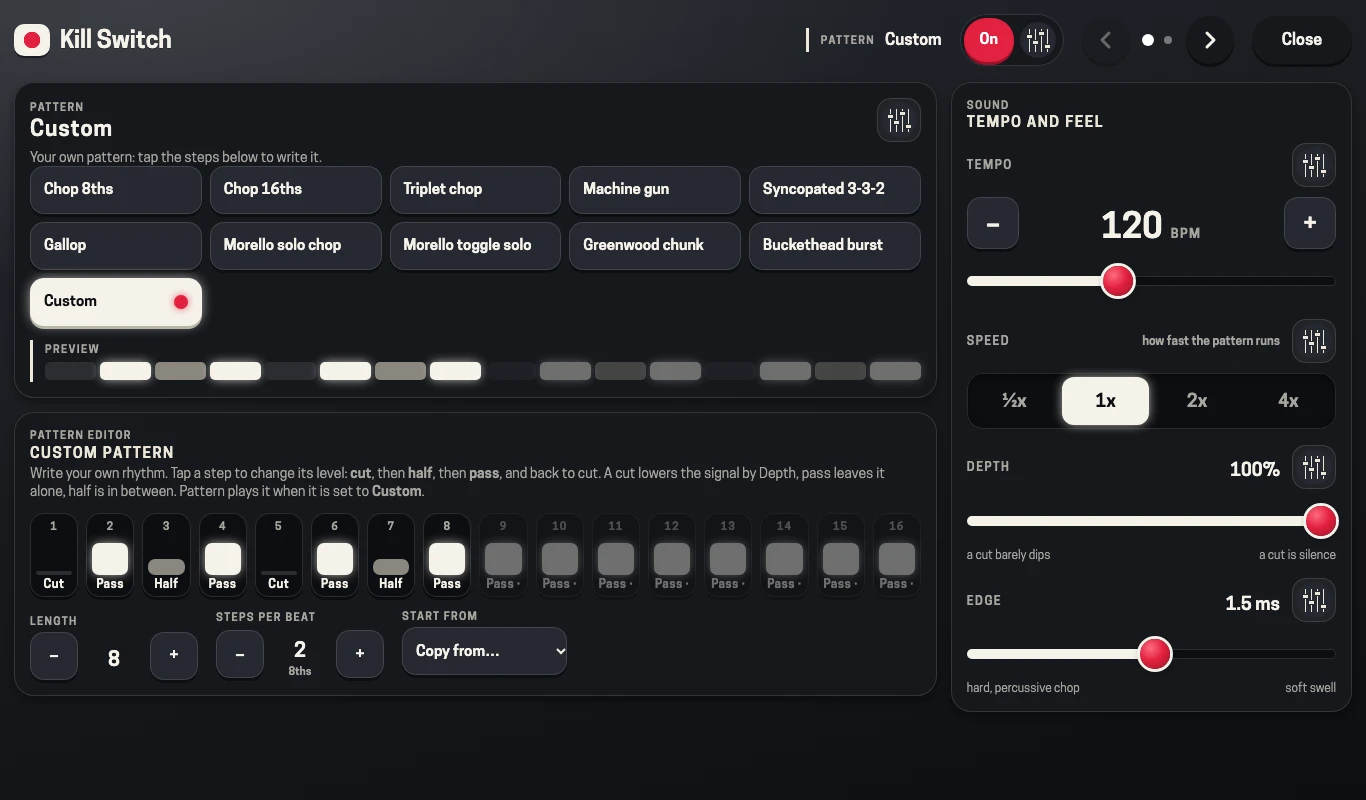 Kill Switch
PATTERN Custom
On
Close
PATTERN
Custom
Your own pattern: tap the steps below to write it.
Chop 8ths
Chop 16ths
Triplet chop
Machine gun
Syncopated 3-3-2
Gallop
Morello solo chop
Morello toggle solo
Greenwood chunk
Buckethead burst
Custom
PREVIEW
PATTERN EDITOR
CUSTOM PATTERN
Write your own rhythm. Tap a step to change its level: cut, then half, then pass, and back to cut. A cut lowers the signal by Depth, pass leaves it
alone, half is in between. Pattern plays it when it is set to Custom.
1 2 3 4 5 6 7 8 9 10 11 12 13 14 15 16
Cut Pass Half Pass Cut Pass Half Pass Pass · Pass · Pass · Pass · Pass · Pass · Pass · Pass ·
LENGTH
− 8 +
STEPS PER BEAT
− 2 +
8ths
START FROM
Copy from...
SOUND
TEMPO AND FEEL
TEMPO
− 120 BPM +
SPEED
how fast the pattern runs
½x 1x 2x 4x
DEPTH
100%
a cut barely dips
a cut is silence
EDGE
1.5 ms
hard, percussive chop
soft swell